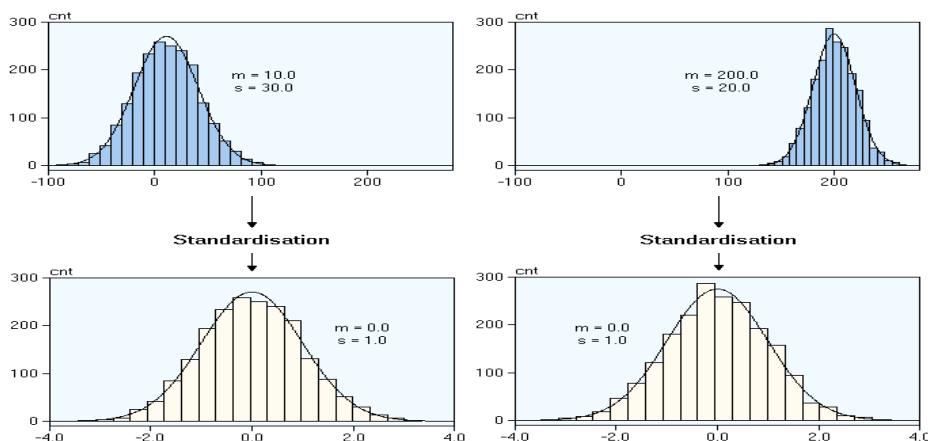 300 cnt
200
100
0
-100 0 100 200
m = 10.0
s = 30.0
300 cnt
200
100
0
-100 0 100 200
m = 200.0
s = 20.0
Standardisation
Standardisation
300 cnt
200
100
0
-4.0 -2.0 0.0 2.0 4.0
m = 0.0
s = 1.0
300 cnt
200
100
0
-4.0 -2.0 0.0 2.0 4.0
m = 0.0
s = 1.0